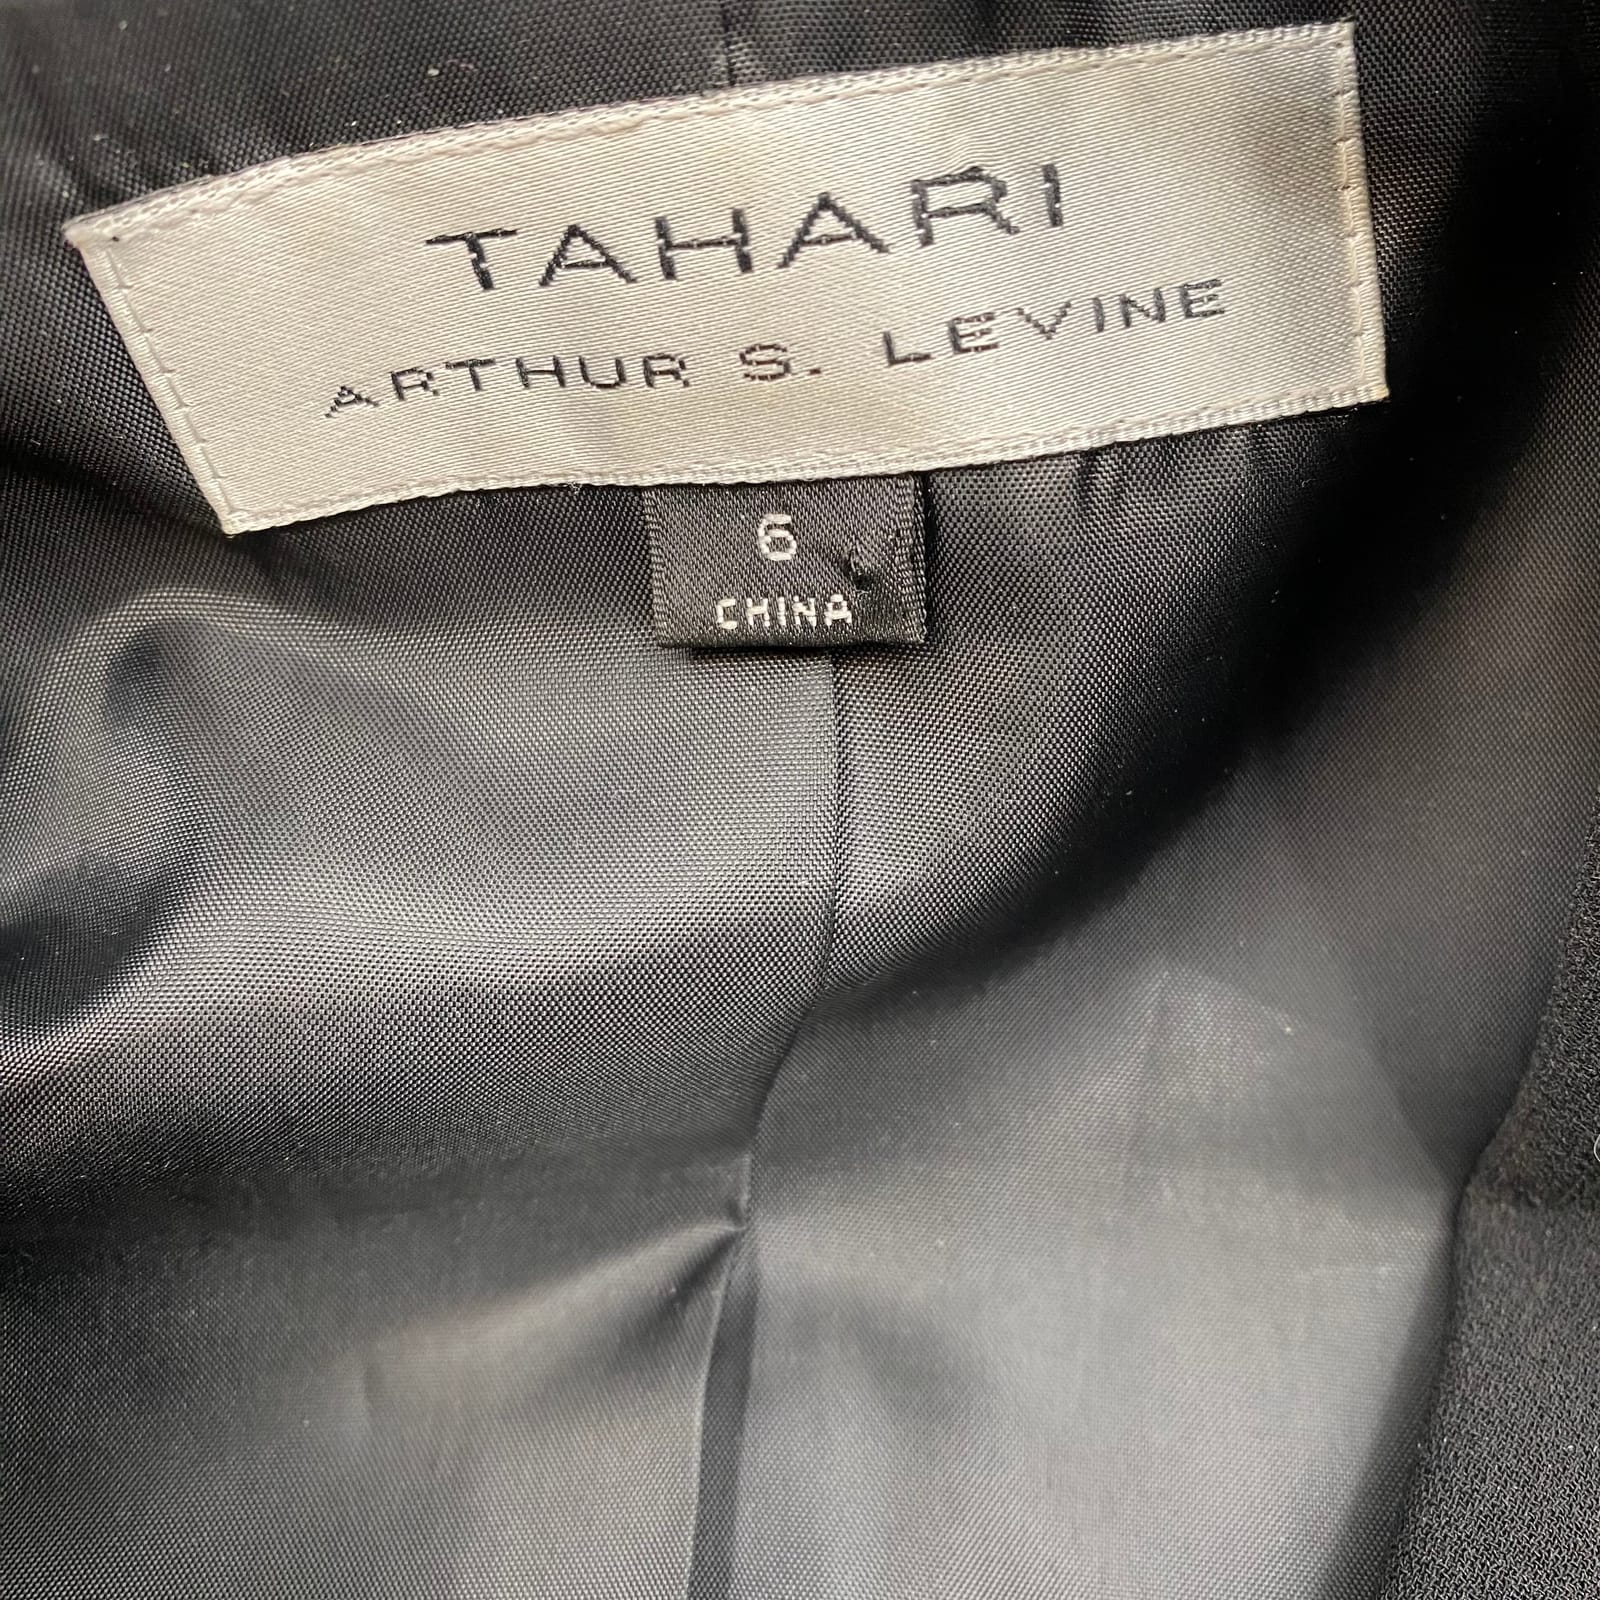 TAHARI
ARTHUR S. LEVINE
6
CHINA